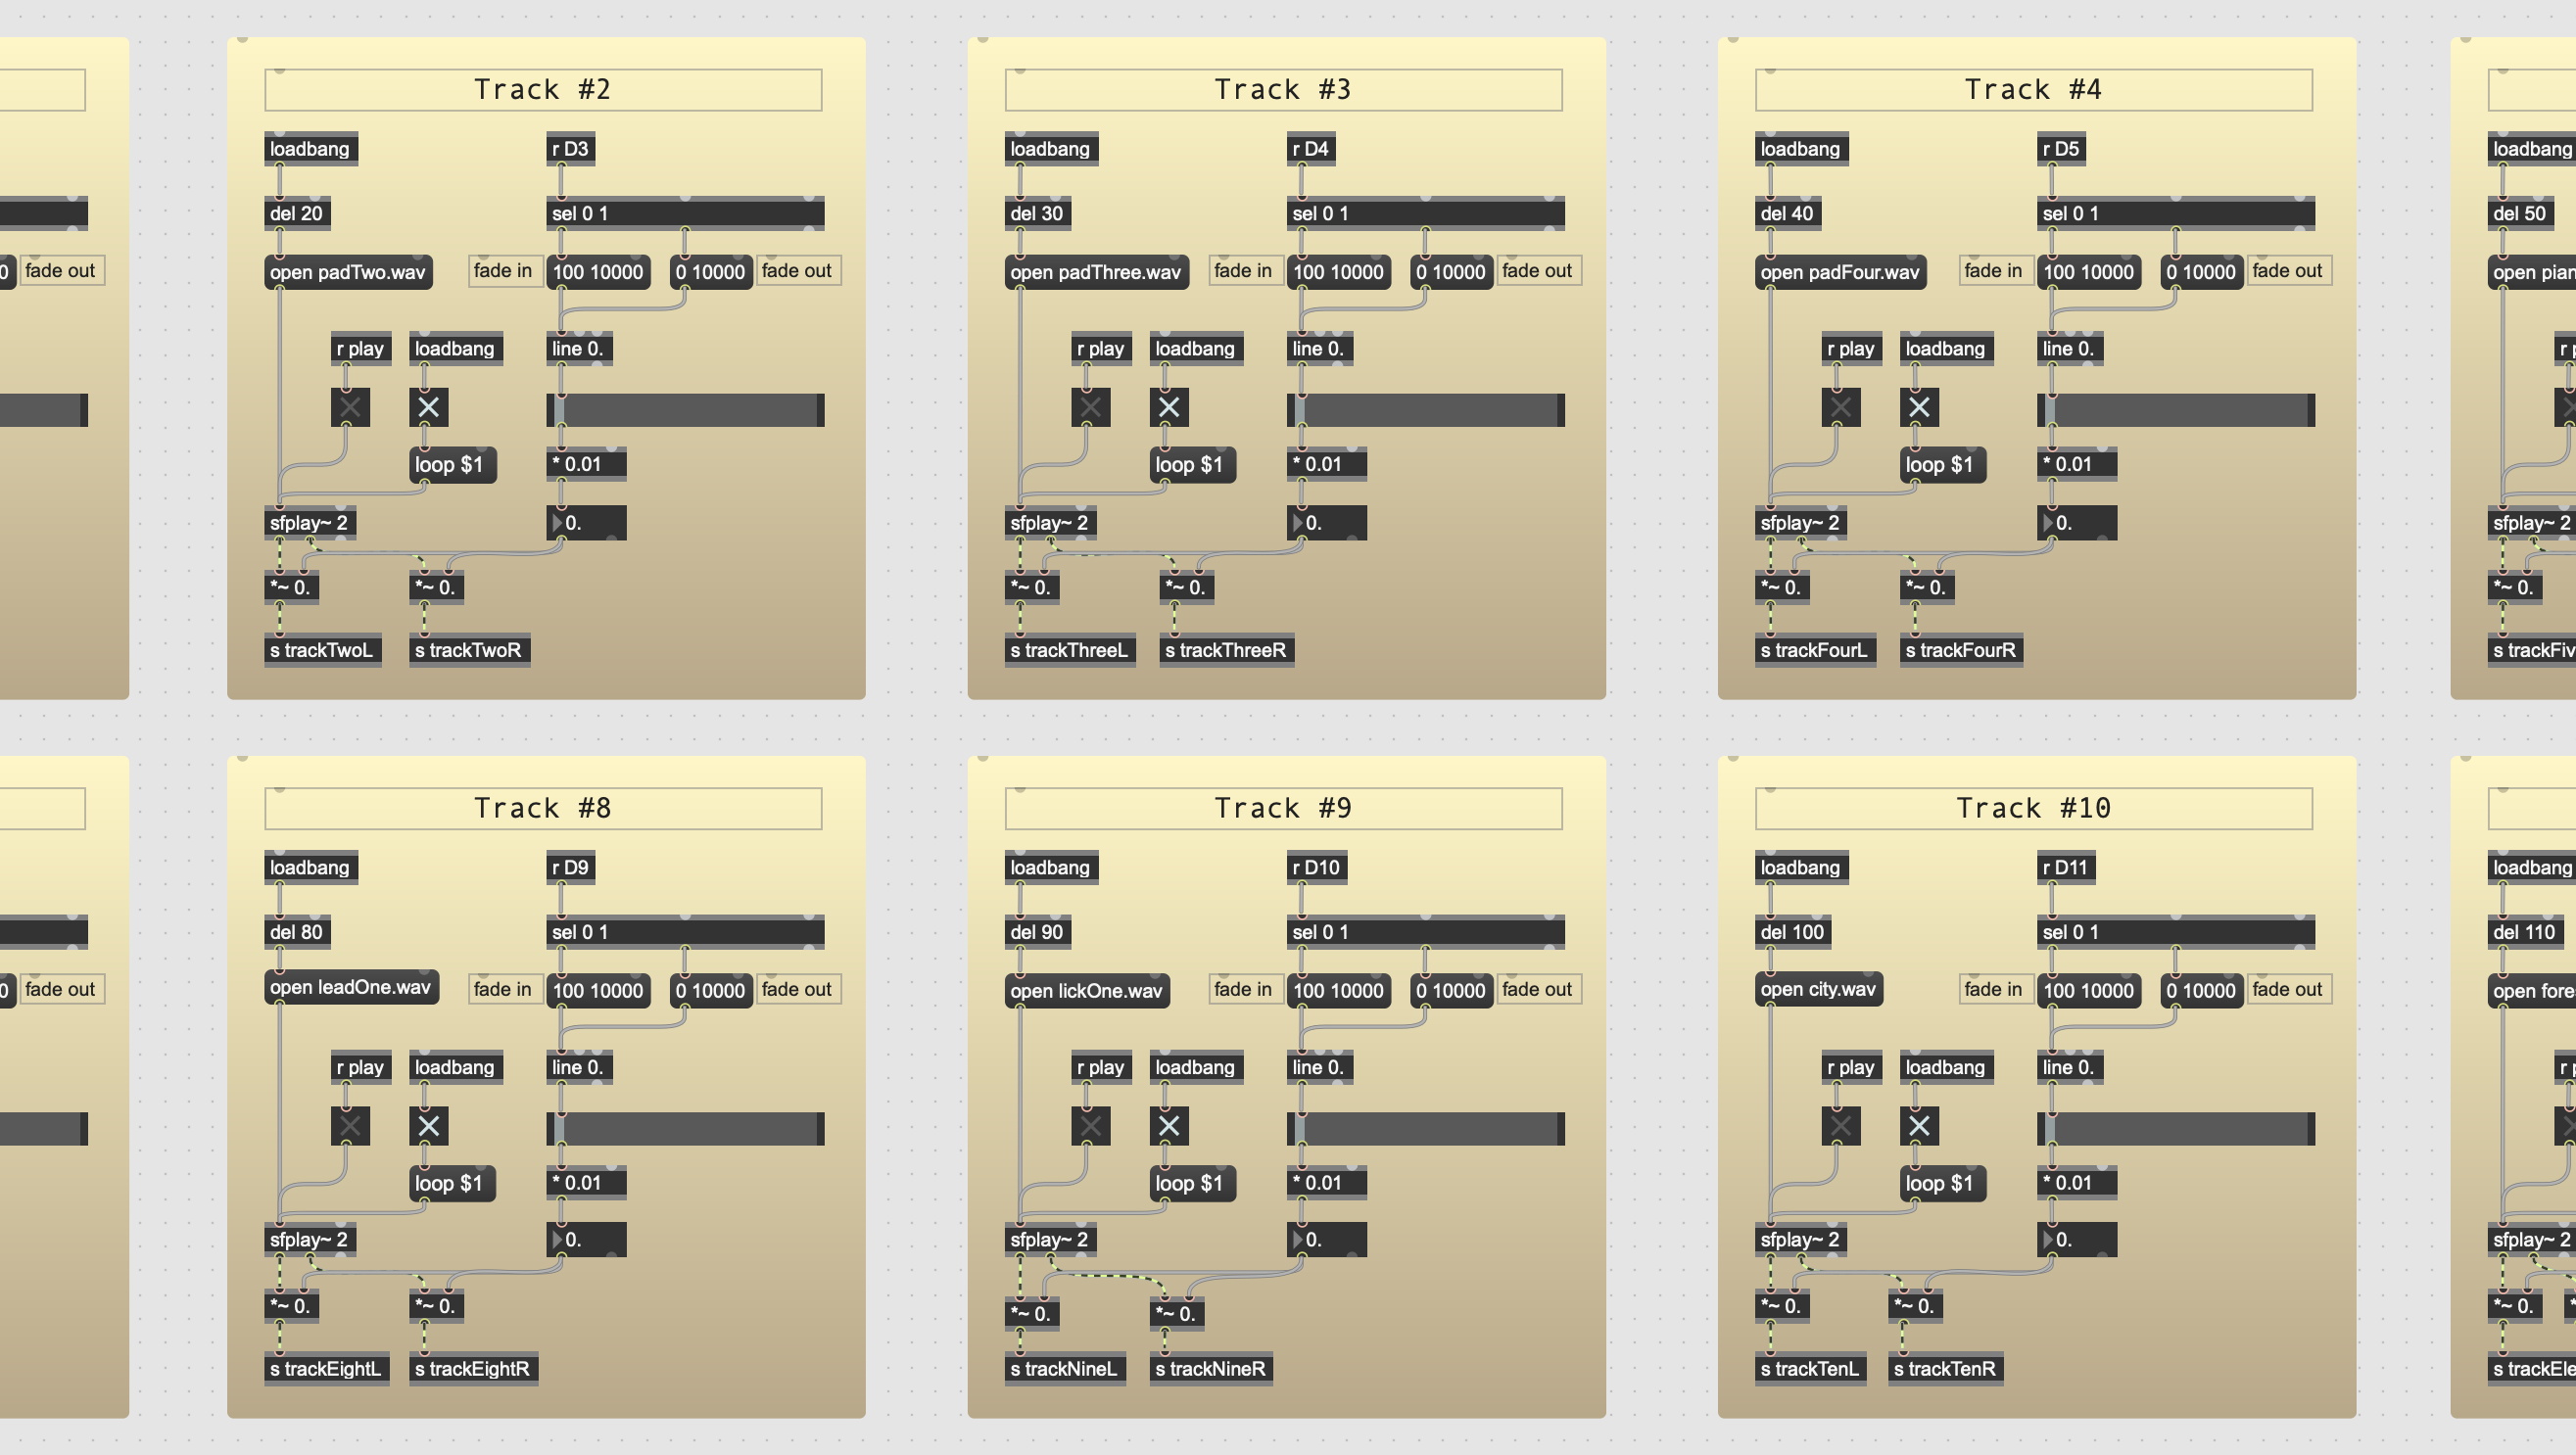 fade out
Track #2
loadbang
r D3
del 20
sel 0 1
open padTwo.wav
fade in
100 10000
0 10000
fade out
r play
loadbang
line 0.
loop $1
* 0.01
sfplay~ 2
0.
*~ 0.
*~ 0.
s trackTwoL
s trackTwoR
Track #3
loadbang
r D4
del 30
sel 0 1
open padThree.wav
fade in
100 10000
0 10000
fade out
r play
loadbang
line 0.
loop $1
* 0.01
sfplay~ 2
0.
*~ 0.
*~ 0.
s trackThreeL
s trackThreeR
Track #4
loadbang
r D5
del 40
sel 0 1
open padFour.wav
fade in
100 10000
0 10000
fade out
r play
loadbang
line 0.
loop $1
* 0.01
sfplay~ 2
0.
*~ 0.
*~ 0.
s trackFourL
s trackFourR
loadbang
del 50
open pian
r p
sfplay~ 2
*~ 0.
s trackFiv
fade out
Track #8
loadbang
r D9
del 80
sel 0 1
open leadOne.wav
fade in
100 10000
0 10000
fade out
r play
loadbang
line 0.
loop $1
* 0.01
sfplay~ 2
0.
*~ 0.
*~ 0.
s trackEightL
s trackEightR
Track #9
loadbang
r D10
del 90
sel 0 1
open lickOne.wav
fade in
100 10000
0 10000
fade out
r play
loadbang
line 0.
loop $1
* 0.01
sfplay~ 2
0.
*~ 0.
*~ 0.
s trackNineL
s trackNineR
Track #10
loadbang
r D11
del 100
sel 0 1
open city.wav
fade in
100 10000
0 10000
fade out
r play
loadbang
line 0.
loop $1
* 0.01
sfplay~ 2
0.
*~ 0.
*~ 0.
s trackTenL
s trackTenR
loadbang
del 110
open fore
r p
sfplay~ 2
*~ 0.
s trackEle